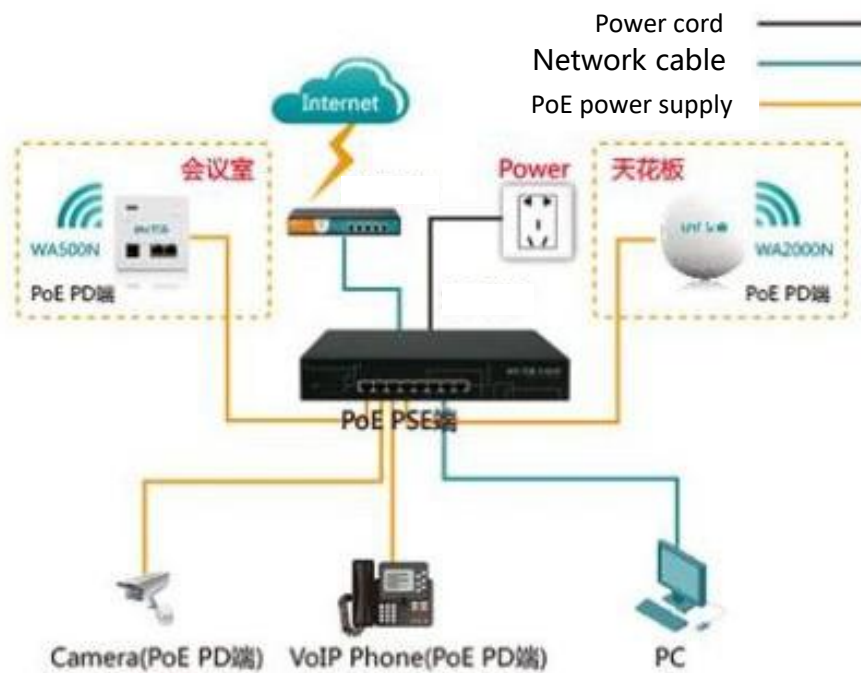 Power cord
Network cable
PoE power supply
Internet
会议室
Power
天花板
WA500N
WA2000N
PoE PD端
PoE PD端
PoE PSE端
Camera(PoE PD端)
VoIP Phone(PoE PD端)
PC